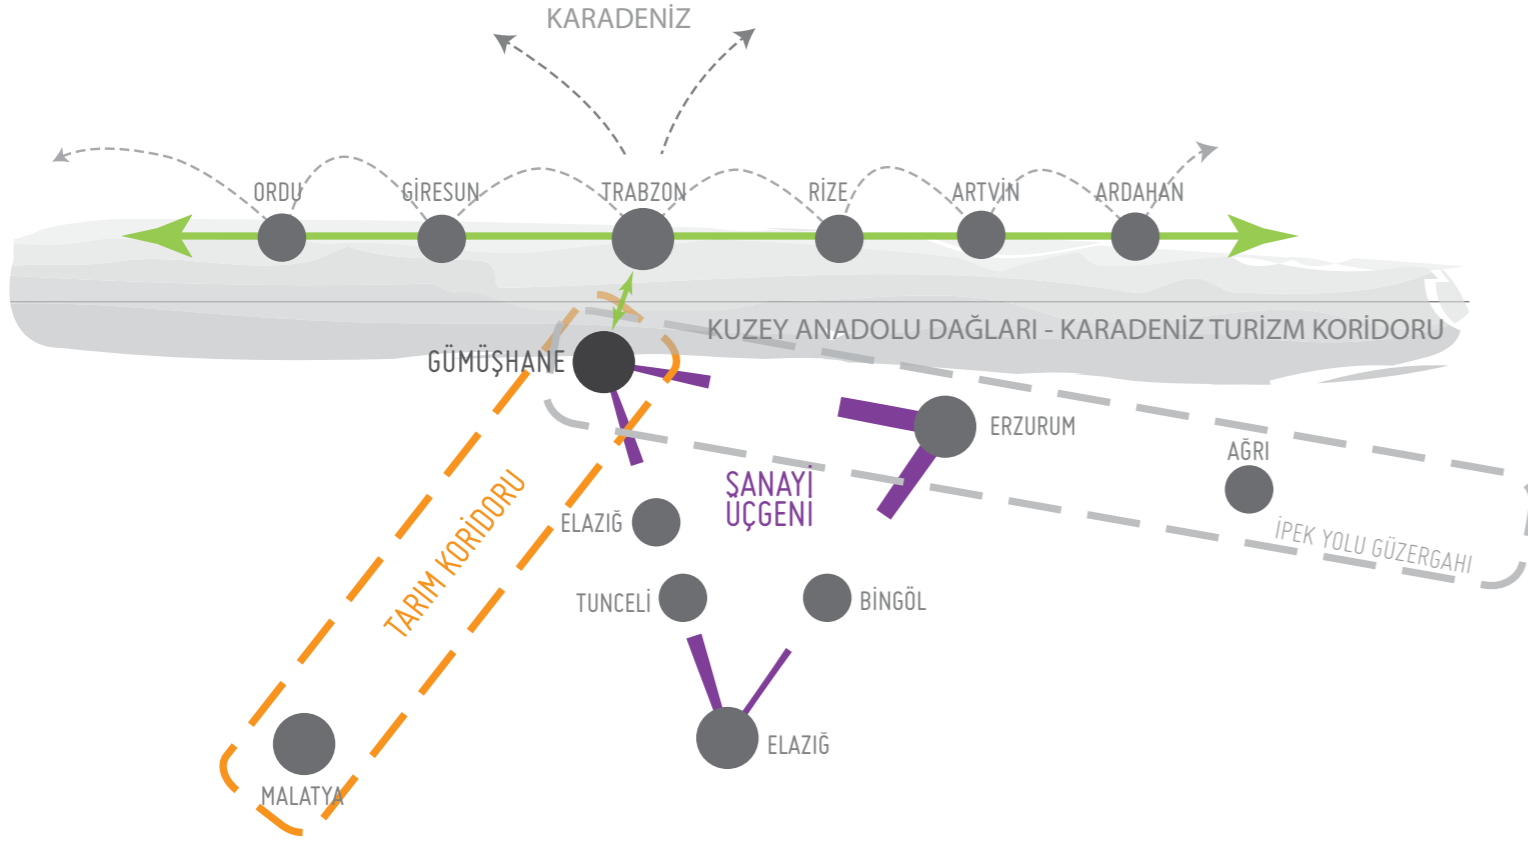 KARADENİZ
ORDU
GİRESUN
TRABZON
RİZE
ARTVİN
ARDAHAN
KUZEY ANADOLU DAĞLARI - KARADENİZ TURİZM KORİDORU
GÜMÜŞHANE
ERZURUM
AĞRI
SANAYİ
ÜÇGENİ
ELAZIĞ
İPEK YOLU GÜZERGAHI
TARIM KORİDORU
TUNCELİ
BİNGÖL
ELAZIĞ
MALATYA